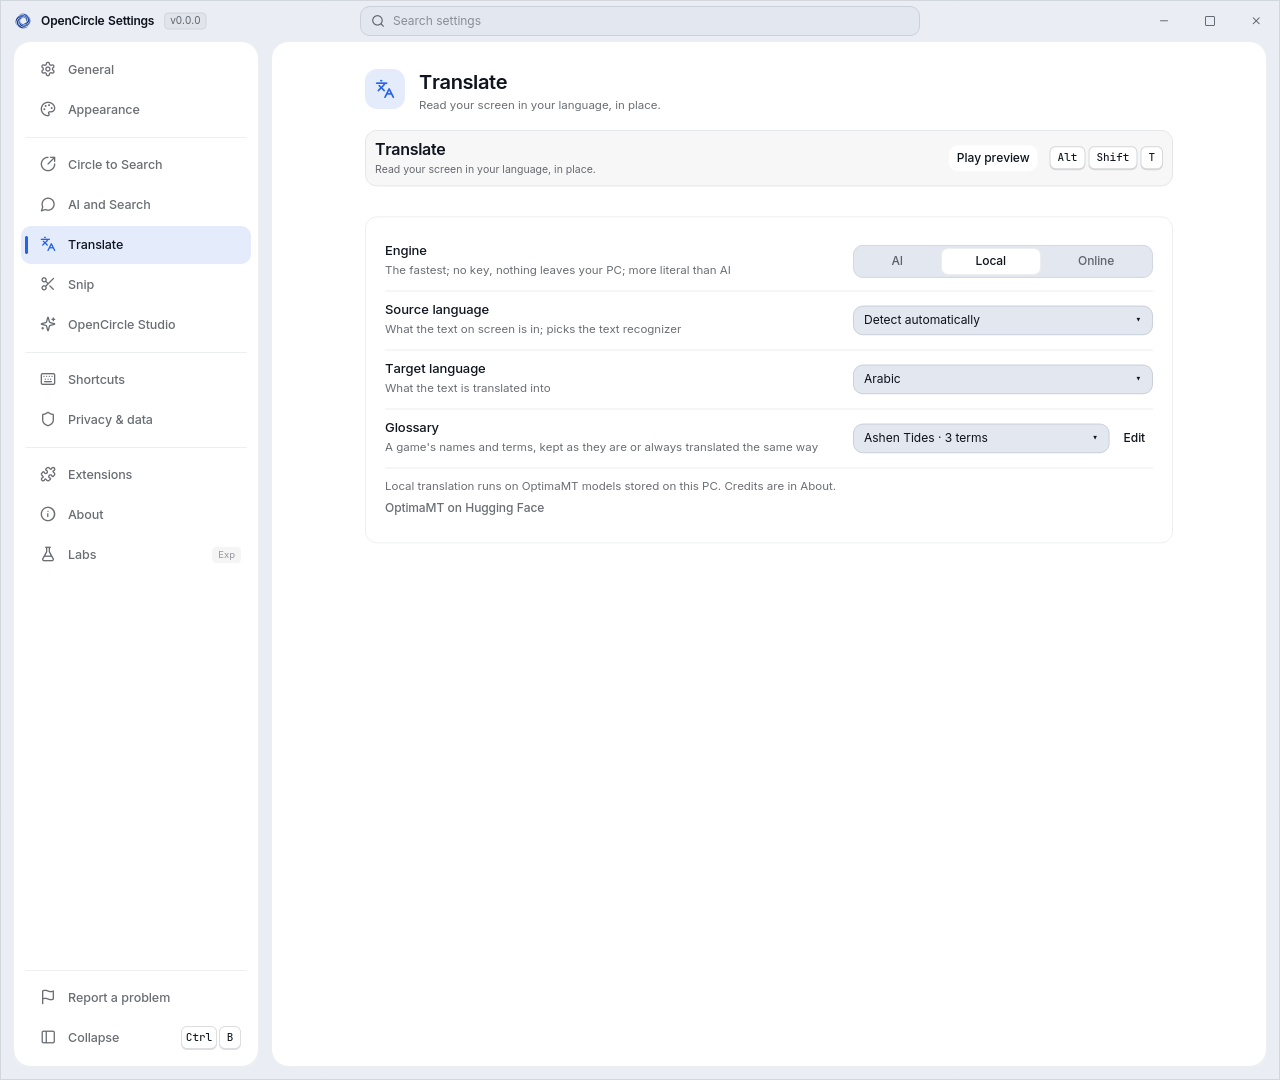 OpenCircle Settings v0.0.0
Search settings
General
Appearance
Circle to Search
AI and Search
Translate
Snip
OpenCircle Studio
Shortcuts
Privacy & data
Extensions
About
Labs Exp
Report a problem
Collapse Ctrl B
Translate
Read your screen in your language, in place.
Translate
Read your screen in your language, in place.
Play preview Alt Shift T
Engine
The fastest; no key, nothing leaves your PC; more literal than AI
AI Local Online
Source language
What the text on screen is in; picks the text recognizer
Detect automatically
Target language
What the text is translated into
Arabic
Glossary
A game's names and terms, kept as they are or always translated the same way
Ashen Tides · 3 terms Edit
Local translation runs on OptimaMT models stored on this PC. Credits are in About.
OptimaMT on Hugging Face